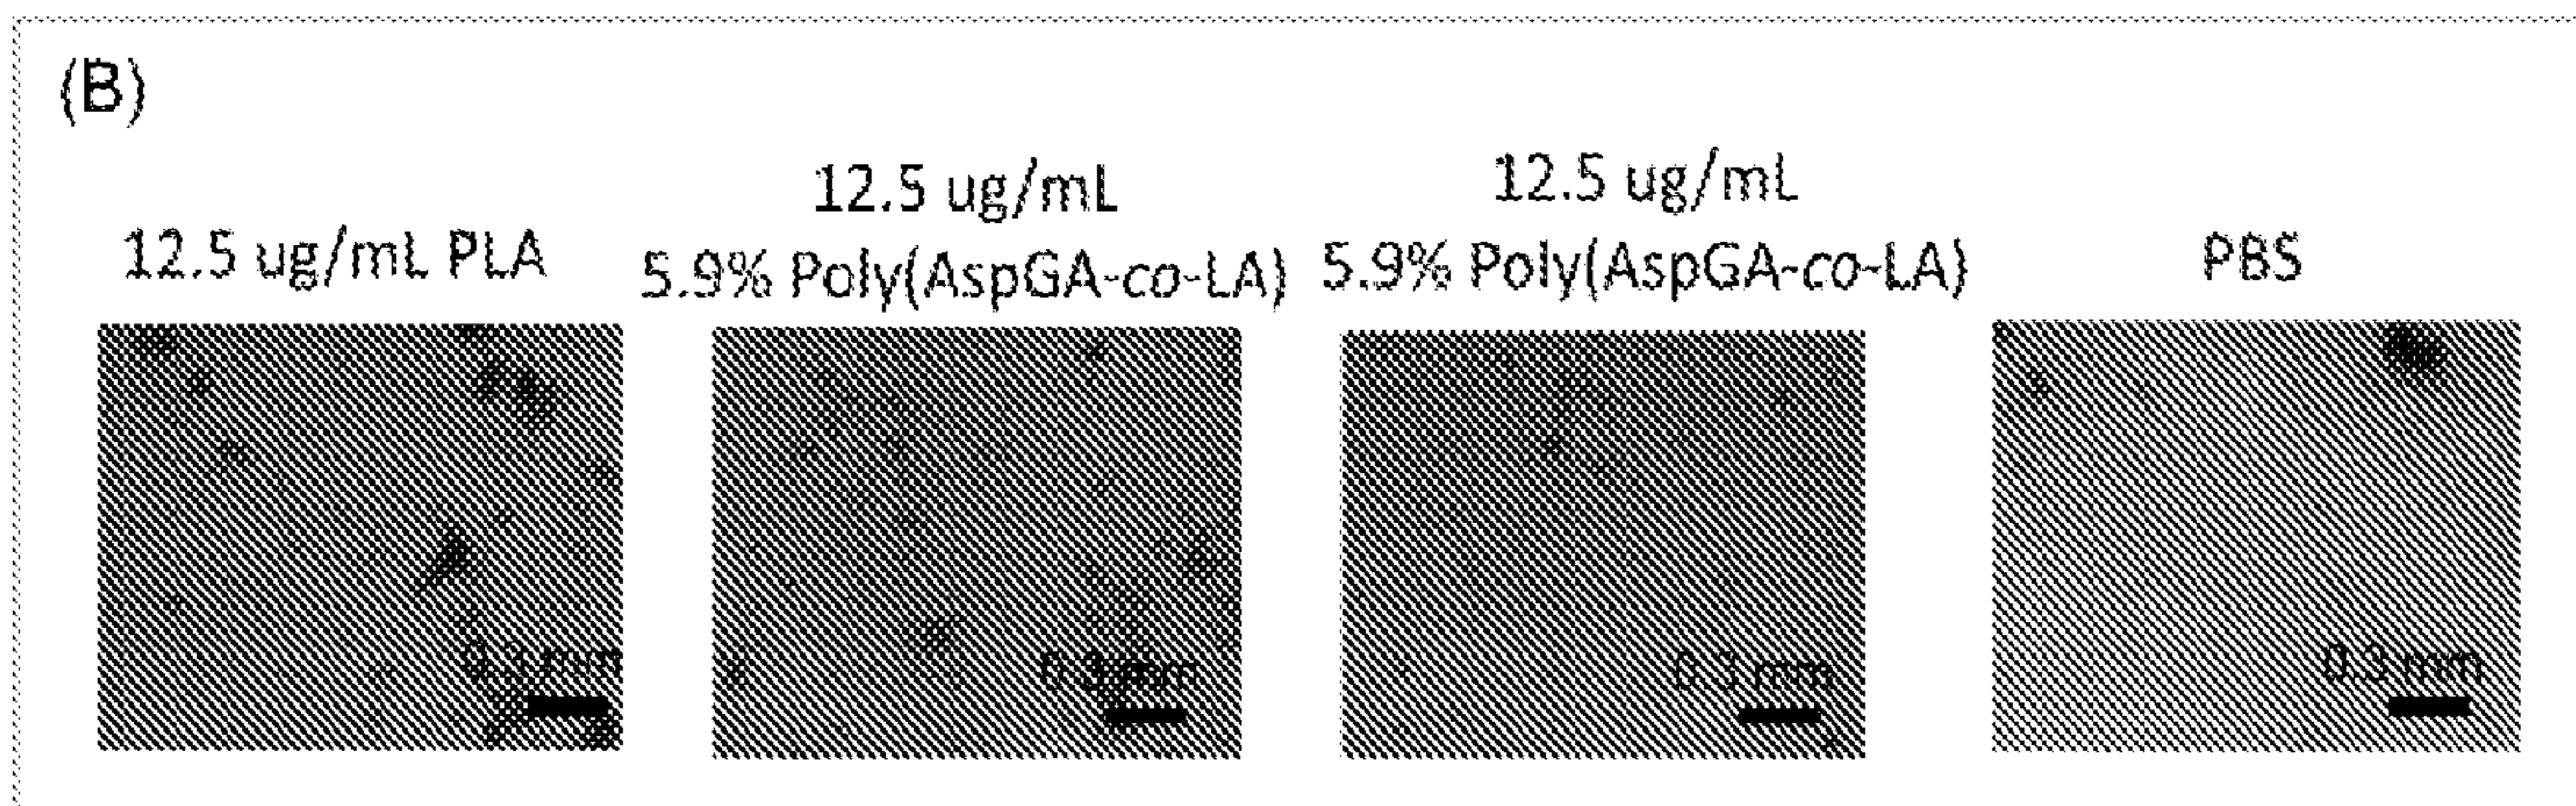 (B)
12.5 ug/mL PLA
12.5 ug/mL
5.9% Poly(AspGA-co-LA)
12.5 ug/mL
5.9% Poly(AspGA-co-LA)
PBS
0.3 mm
0.3 mm
0.3 mm
0.3 mm